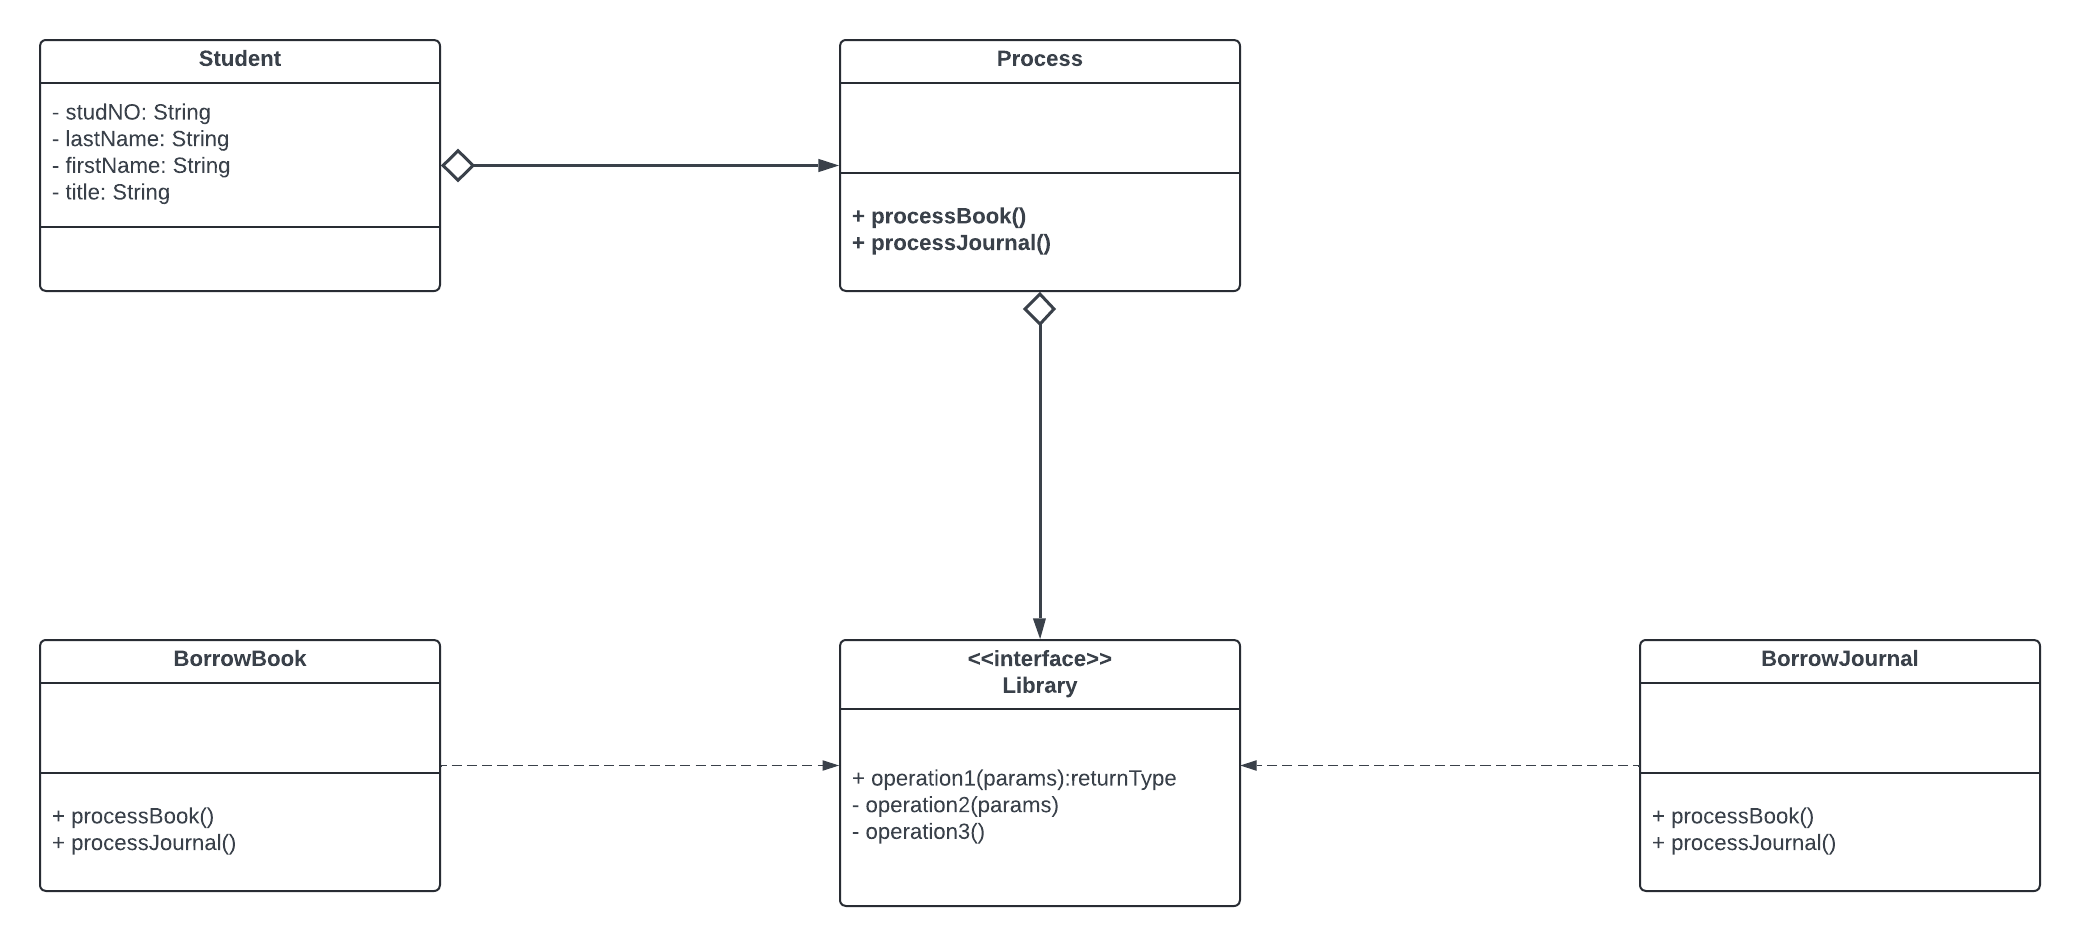 Student
- studNO: String
- lastName: String
- firstName: String
- title: String
Process
+ processBook()
+ processJournal()
BorrowBook
+ processBook()
+ processJournal()
<<interface>>
Library
+ operation1(params):returnType
- operation2(params)
- operation3()
BorrowJournal
+ processBook()
+ processJournal()